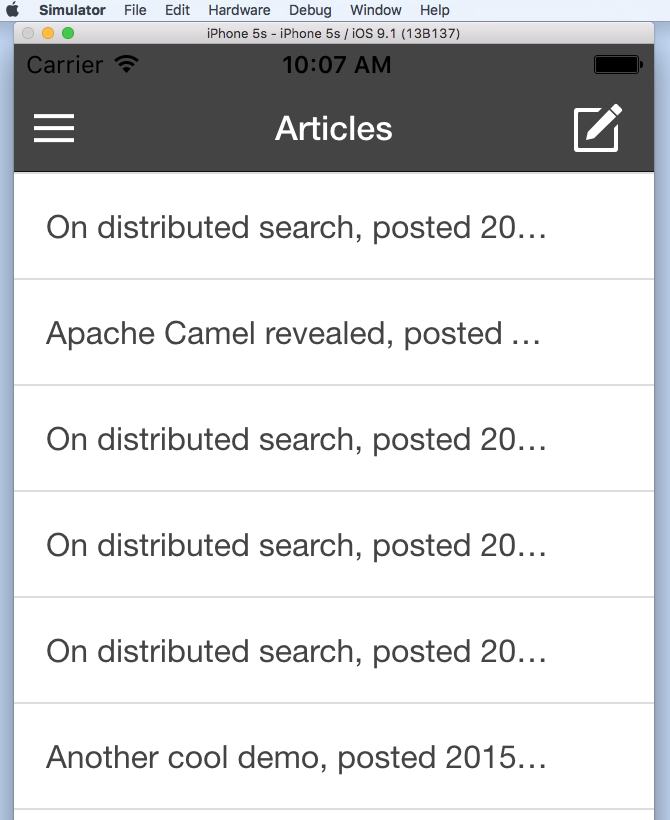 Simulator File Edit Hardware Debug Window Help
iPhone 5s - iPhone 5s / iOS 9.1 (13B137)
Carrier 10:07 AM
Articles
On distributed search, posted 20…
Apache Camel revealed, posted …
On distributed search, posted 20…
On distributed search, posted 20…
On distributed search, posted 20…
Another cool demo, posted 2015…